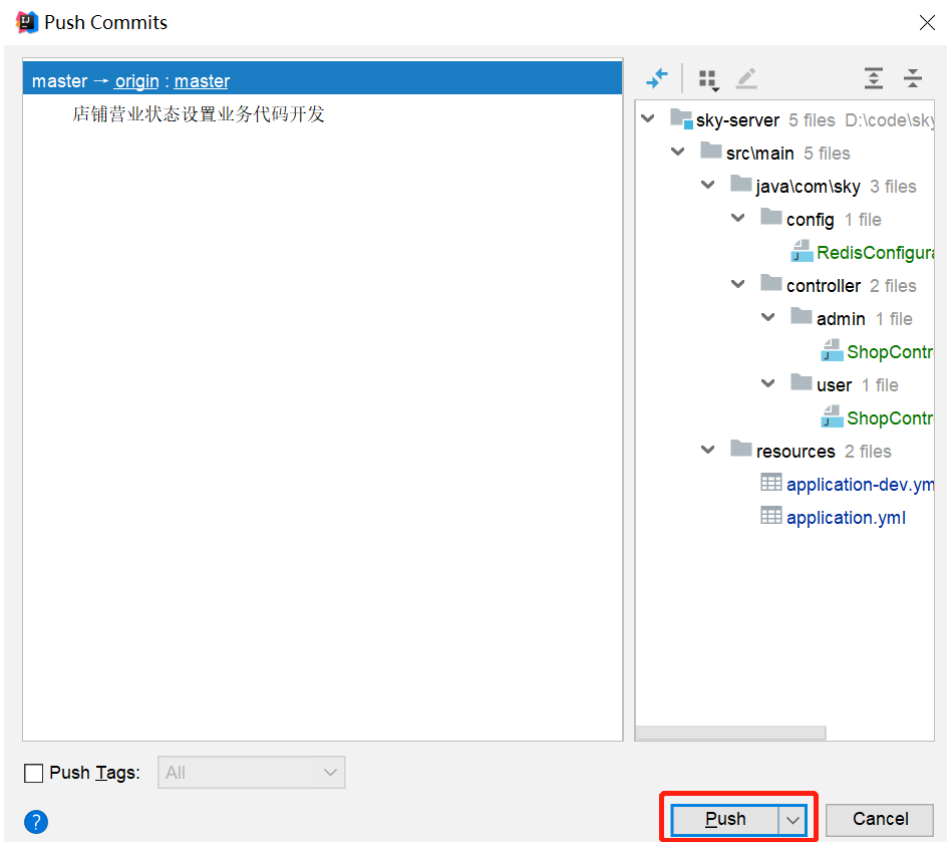 Push Commits
master → origin : master
店铺营业状态设置业务代码开发
sky-server 5 files D:\code\sky
src\main 5 files
java\com\sky 3 files
config 1 file
RedisConfigura
controller 2 files
admin 1 file
ShopContr
user 1 file
ShopContr
resources 2 files
application-dev.ym
application.yml
Push Tags: All
? Push Cancel